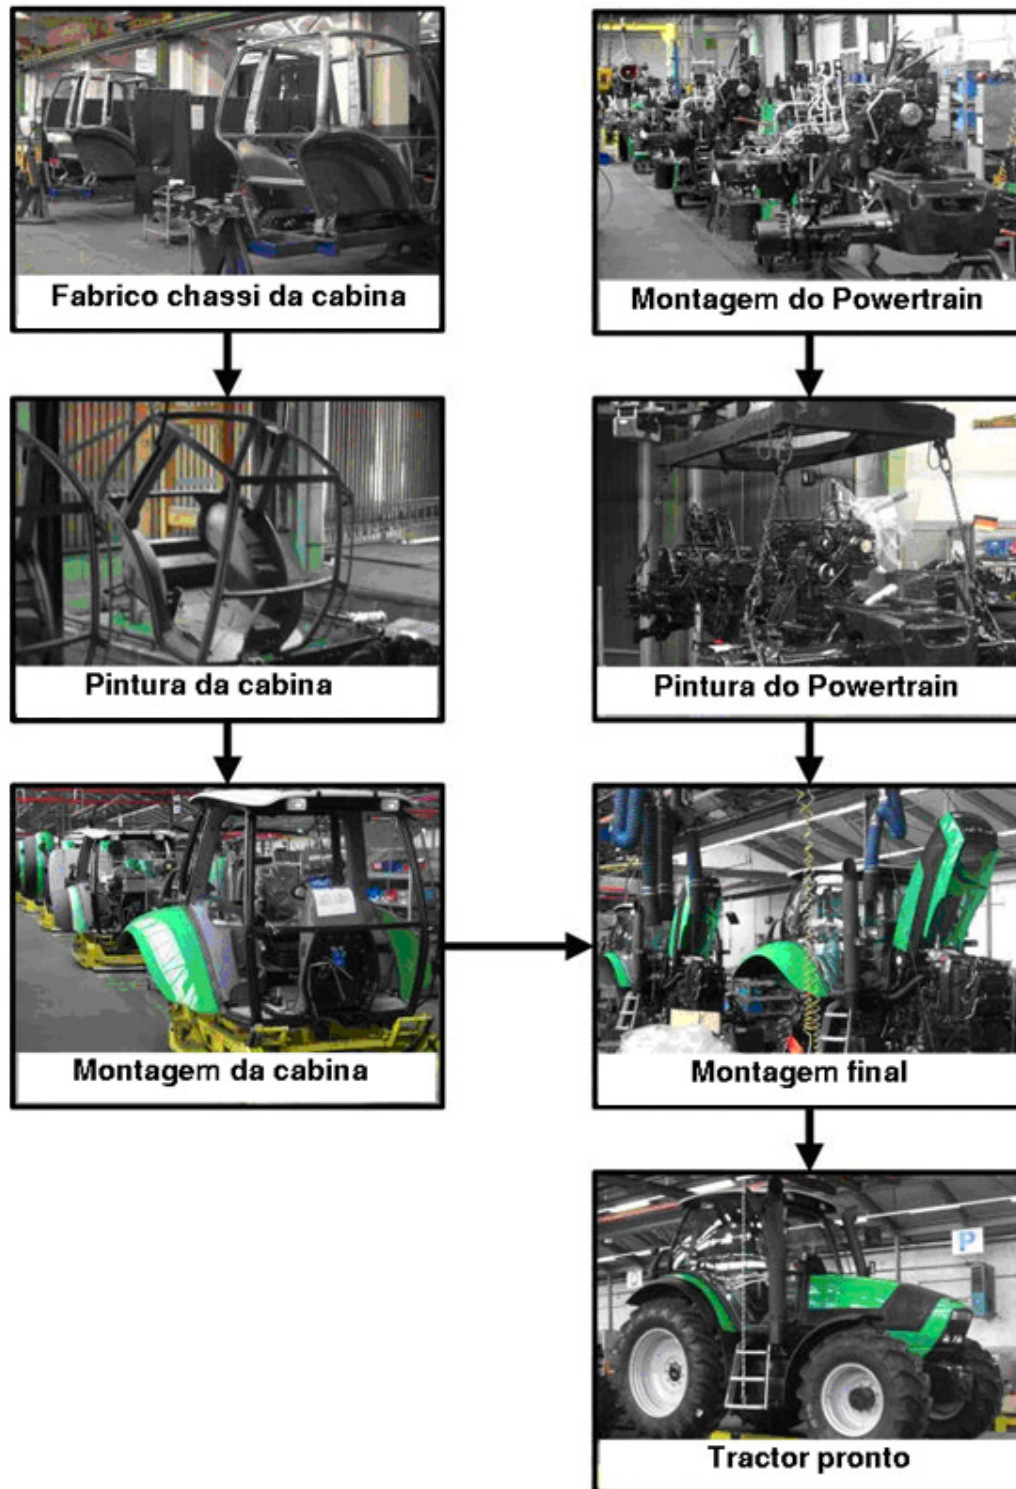 Fabrico chassi da cabina
Montagem do Powertrain
Pintura da cabina
Pintura do Powertrain
Montagem da cabina
Montagem final
P
Tractor pronto